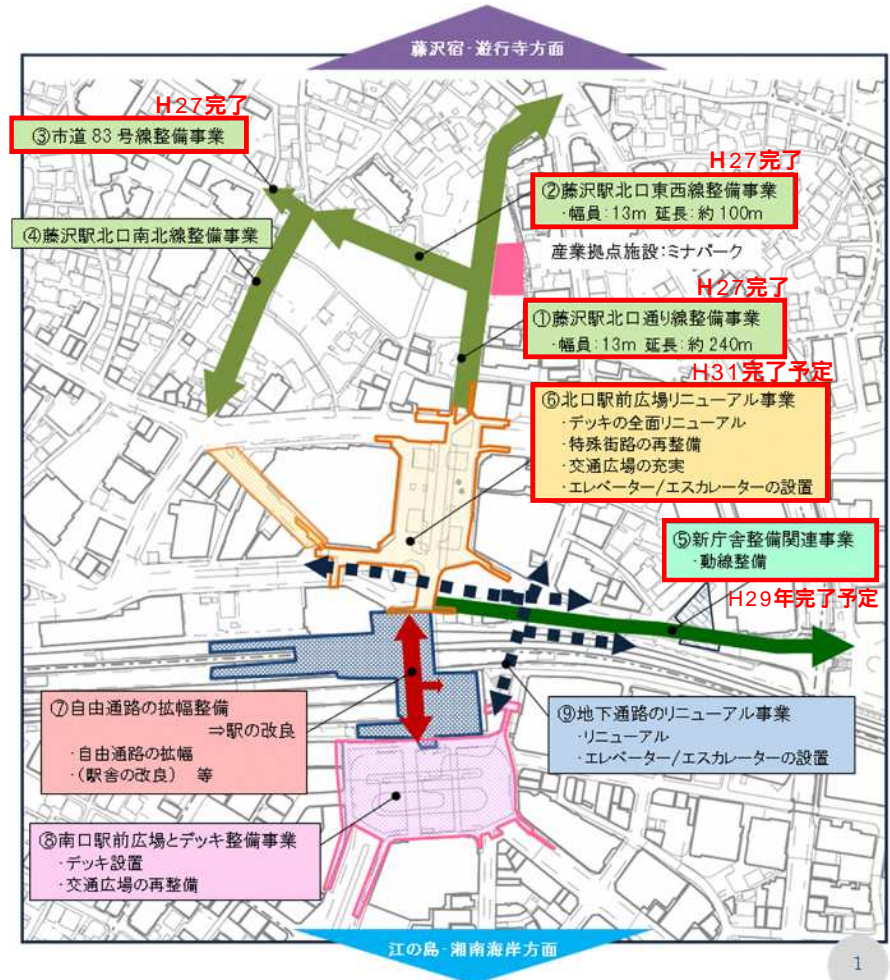 藤沢宿・遊行寺方面
H27完了
③市道83号線整備事業
H27完了
②藤沢駅北口東西線整備事業
・幅員:13m 延長:約100m
④藤沢駅北口南北線整備事業
産業拠点施設:ミナパーク
H27完了
①藤沢駅北口通り線整備事業
・幅員:13m 延長:約240m
H31完了予定
⑥北口駅前広場リニューアル事業
・デッキの全面リニューアル
・特殊街路の再整備
・交通広場の充実
・エレベーター/エスカレーターの設置
⑤新庁舎整備関連事業
・動線整備
H29年完了予定
⑦自由通路の拡幅整備
⇒駅の改良
・自由通路の拡幅
・(駅舎の改良) 等
⑨地下通路のリニューアル事業
・リニューアル
・エレベーター/エスカレーターの設置
⑧南口駅前広場とデッキ整備事業
・デッキ設置
・交通広場の再整備
江の島・湘南海岸方面
1